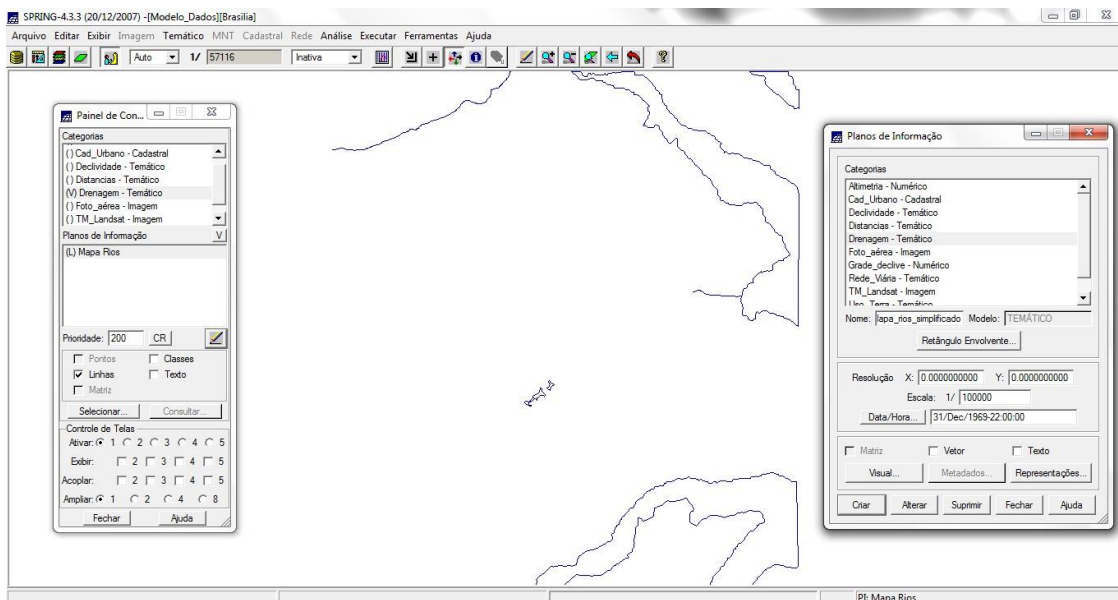 SPRING-4.3.3 (20/12/2007) -[Modelo_Dados][Brasilia]
Arquivo Editar Exibir Imagem Temático MNT Cadastral Rede Análise Executar Ferramentas Ajuda
Auto 1/ 57116 Inativa
Painel de Con...
Categorias
( ) Cad_Urbano - Cadastral
( ) Declividade - Temático
( ) Distancias - Temático
(V) Drenagem - Temático
( ) Foto_aérea - Imagem
( ) TM_Landsat - Imagem
Planos de Informação V
(L) Mapa Rios
Prioridade: 200 CR
Pontos Classes
Linhas Texto
Matriz
Selecionar... Consultar...
Controle de Telas
Ativar: 1 2 3 4 5
Exibir: 2 3 4 5
Acoplar: 2 3 4 5
Ampliar: 1 2 4 8
Fechar Ajuda
Planos de Informação
Categorias
Altimetria - Numérico
Cad_Urbano - Cadastral
Declividade - Temático
Distancias - Temático
Drenagem - Temático
Foto_aérea - Imagem
Grade_declive - Numérico
Rede_Viária - Temático
TM_Landsat - Imagem
Uso_Terra - Temático
Nome: lapa_rios_simplificado Modelo: TEMÁTICO
Retângulo Envolvente...
Resolução X: 0.0000000000 Y: 0.0000000000
Escala: 1/ 100000
Data/Hora... 31/Dec/1969-22:00:00
Matriz Vetor Texto
Visual... Metadados... Representações...
Criar Alterar Suprimir Fechar Ajuda
PI: Mapa Rios